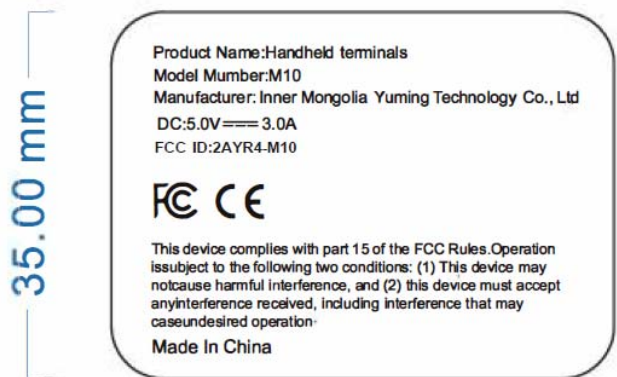 35.00 mm
Product Name:Handheld temminals
Model Mumber:M10
Manufacturer: Inner Mongolia Yuming Technology Co., Ltd
DC:5.0V⎓3.0A
FCC ID:2AYR4-M10
FC CE
This device complies with part 15 of the FCC Rules.Operation
issubject to the following two conditions: (1) This device may
notcause harmful interference, and (2) this device must accept
anyinterference received, including interference that may
caseundesired operation·
Made In China